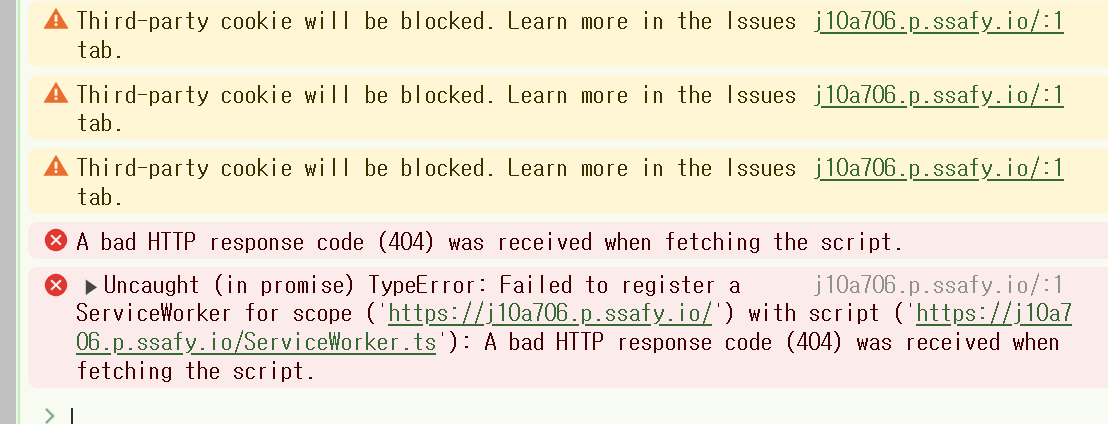 Third-party cookie will be blocked. Learn more in the Issues j10a706.p.ssafy.io/:1
tab.
Third-party cookie will be blocked. Learn more in the Issues j10a706.p.ssafy.io/:1
tab.
Third-party cookie will be blocked. Learn more in the Issues j10a706.p.ssafy.io/:1
tab.
A bad HTTP response code (404) was received when fetching the script.
Uncaught (in promise) TypeError: Failed to register a j10a706.p.ssafy.io/:1
ServiceWorker for scope ('https://j10a706.p.ssafy.io/') with script ('https://j10a7
06.p.ssafy.io/ServiceWorker.ts'): A bad HTTP response code (404) was received when
fetching the script.